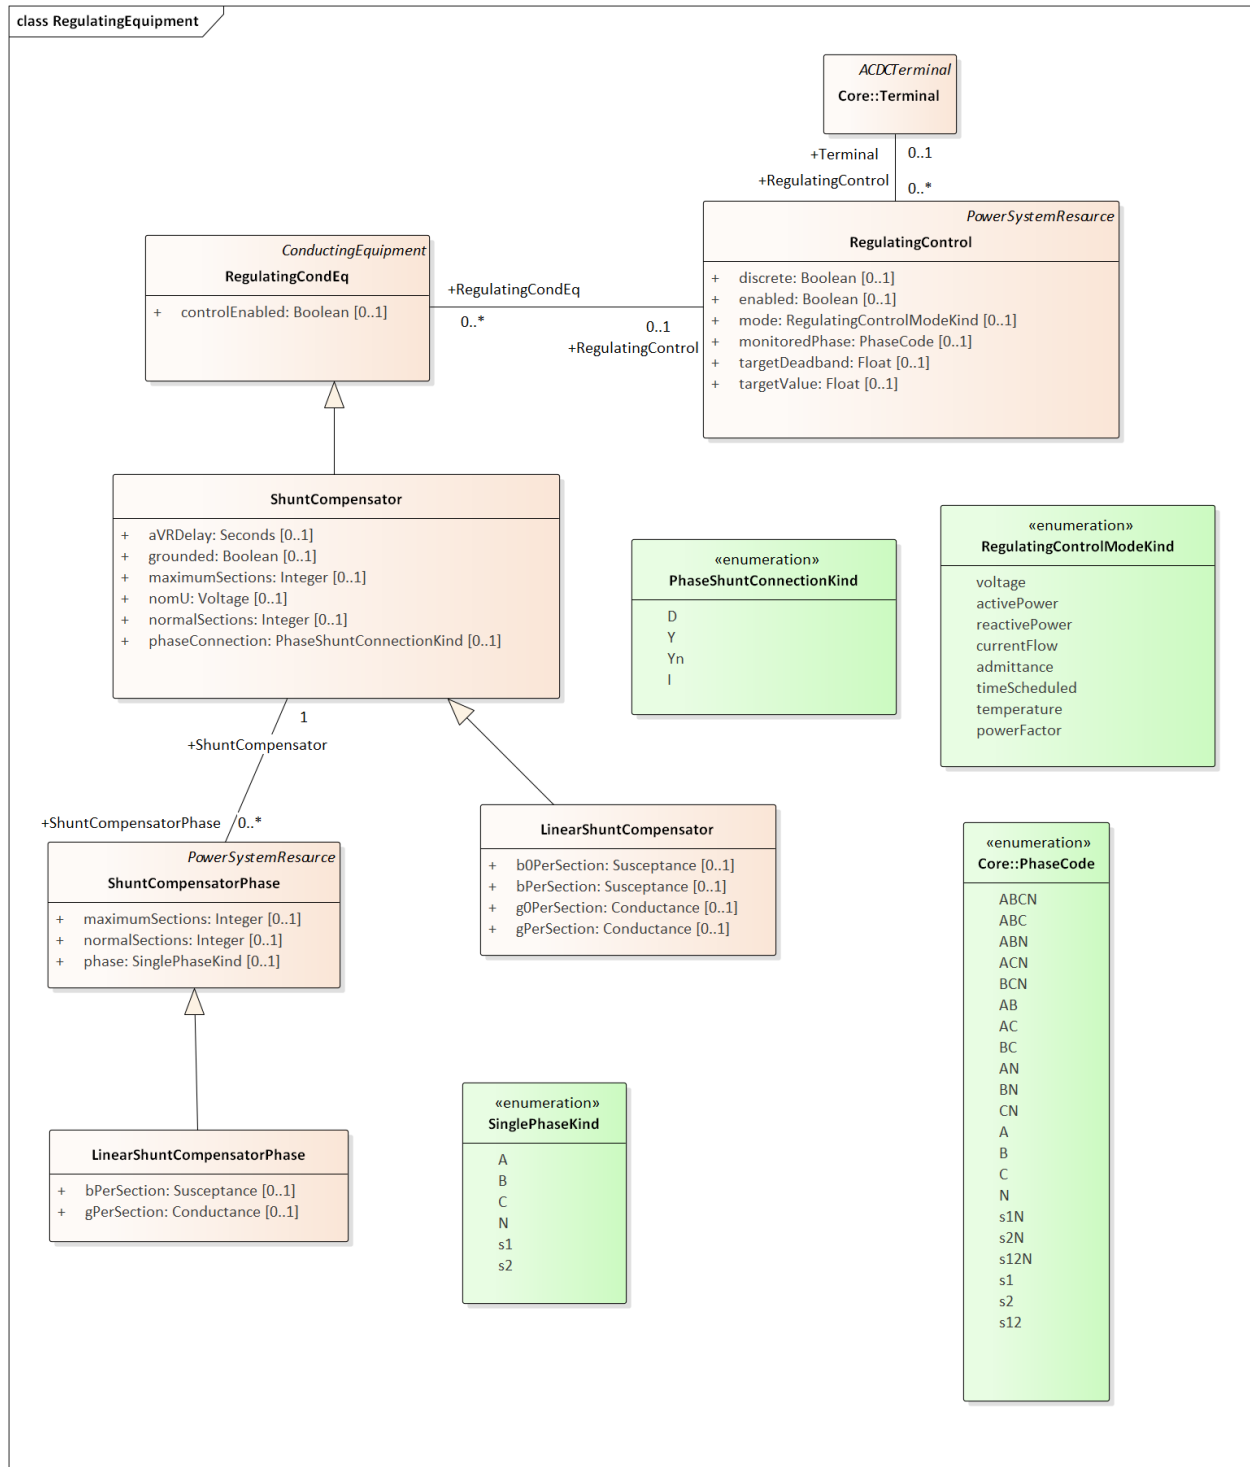 class RegulatingEquipment
ACDCTerminal
Core::Terminal
+Terminal
0..1
+RegulatingControl
0..*
PowerSystemResource
RegulatingControl
+ discrete: Boolean [0..1]
+ enabled: Boolean [0..1]
+ mode: RegulatingControlModeKind [0..1]
+ monitoredPhase: PhaseCode [0..1]
+ targetDeadband: Float [0..1]
+ targetValue: Float [0..1]
ConductingEquipment
RegulatingCondEq
+ controlEnabled: Boolean [0..1]
+RegulatingCondEq
0..*
0..1
+RegulatingControl
ShuntCompensator
+ aVRDelay: Seconds [0..1]
+ grounded: Boolean [0..1]
+ maximumSections: Integer [0..1]
+ nomU: Voltage [0..1]
+ normalSections: Integer [0..1]
+ phaseConnection: PhaseShuntConnectionKind [0..1]
«enumeration»
PhaseShuntConnectionKind
D
Y
Yn
I
«enumeration»
RegulatingControlModeKind
voltage
activePower
reactivePower
currentFlow
admittance
timeScheduled
temperature
powerFactor
1
+ShuntCompensator
+ShuntCompensatorPhase
0..*
PowerSystemResource
ShuntCompensatorPhase
+ maximumSections: Integer [0..1]
+ normalSections: Integer [0..1]
+ phase: SinglePhaseKind [0..1]
LinearShuntCompensator
+ b0PerSection: Susceptance [0..1]
+ bPerSection: Susceptance [0..1]
+ g0PerSection: Conductance [0..1]
+ gPerSection: Conductance [0..1]
«enumeration»
Core::PhaseCode
ABCN
ABC
ABN
ACN
BCN
AB
AC
BC
AN
BN
CN
A
B
C
N
s1N
s2N
s12N
s1
s2
s12
LinearShuntCompensatorPhase
+ bPerSection: Susceptance [0..1]
+ gPerSection: Conductance [0..1]
«enumeration»
SinglePhaseKind
A
B
C
N
s1
s2